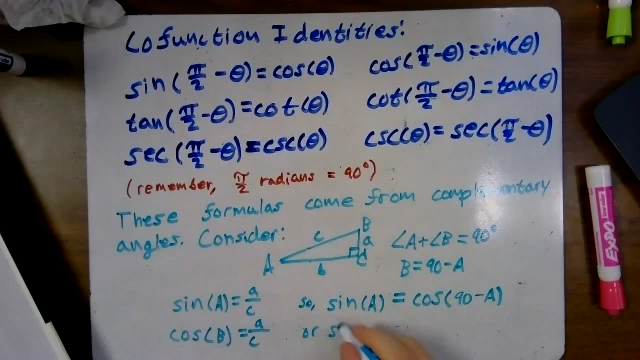 Cofunction Identities:
sin(π/2 - θ) = cos(θ) cos(π/2 - θ) = sin(θ)
tan(π/2 - θ) = cot(θ) cot(π/2 - θ) = tan(θ)
sec(π/2 - θ) = csc(θ) csc(θ) = sec(π/2 - θ)
(remember, π/2 radians = 90°)
These formulas come from complementary
angles. Consider:
A B C a b c
∠A + ∠B = 90°
B = 90 - A
sin(A) = a/c so, sin(A) = cos(90 - A)
cos(B) = a/c or s
EXPO